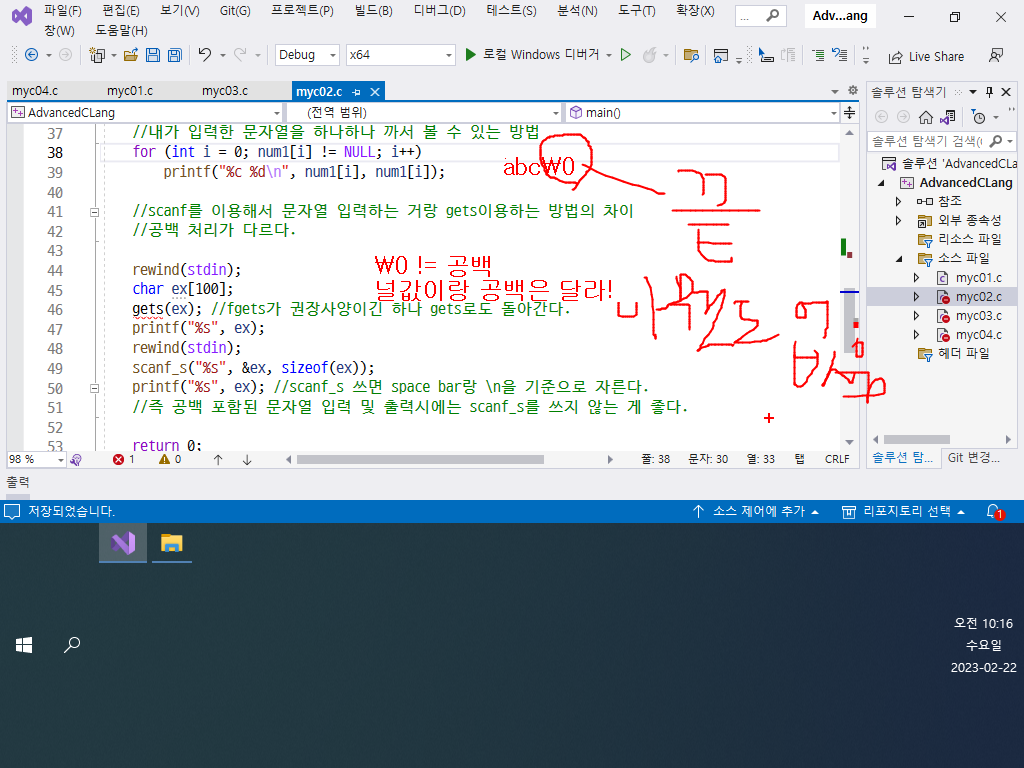 파일(F) 편집(E) 보기(V) Git(G) 프로젝트(P) 빌드(B) 디버그(D) 테스트(S) 분석(N) 도구(T) 확장(X) ... Adv...ang
창(W) 도움말(H)
Debug x64 로컬 Windows 디버거 Live Share
myc04.c myc01.c myc03.c myc02.c
솔루션 탐색기
AdvancedCLang (전역 범위) main()
솔루션 탐색기 검색(
37 //내가 입력한 문자열을 하나하나 까서 볼 수 있는 방법
38 for (int i = 0; num1[i] != NULL; i++)
39 printf("%c %d\n", num1[i], num1[i]);
abc₩0
끝
40
41 //scanf를 이용해서 문자열 입력하는 거랑 gets이용하는 방법의 차이
42 //공백 처리가 다르다.
43
₩0 != 공백
널값이랑 공백은 달라!
44 rewind(stdin);
45 char ex[100];
46 gets(ex); //fgets가 권장사양이긴 하나 gets로도 돌아간다.
47 printf("%s", ex);
48 rewind(stdin);
49 scanf_s("%s", &ex, sizeof(ex));
50 printf("%s", ex); //scanf_s 쓰면 space bar랑 \n을 기준으로 자른다.
51 //즉 공백 포함된 문자열 입력 및 출력시에는 scanf_s를 쓰지 않는 게 좋다.
52
53 return 0;
솔루션 'AdvancedCLa
AdvancedCLang
참조
외부 종속성
리소스 파일
소스 파일
myc01.c
myc02.c
myc03.c
myc04.c
헤더 파일
98 % 1 0 줄: 38 문자: 30 열: 33 탭 CRLF
솔루션 탐... Git 변경...
출력
저장되었습니다. 소스 제어에 추가 리포지토리 선택 1
오전 10:16
수요일
2023-02-22